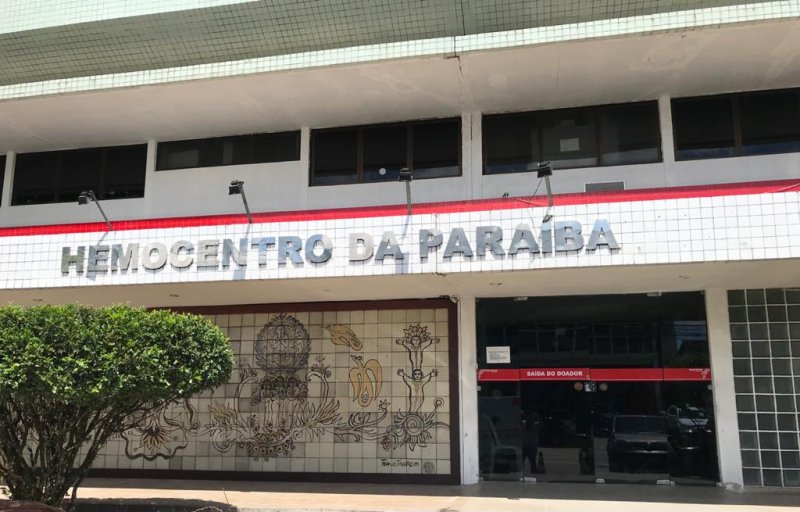 HEMOCENTRO DA PARAÍBA
SAÍDA DO DOADOR